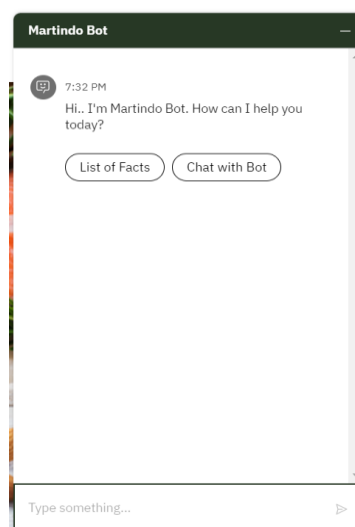 Martindo Bot
7:32 PM
Hi.. I'm Martindo Bot. How can I help you
today?
List of Facts Chat with Bot
Type something...